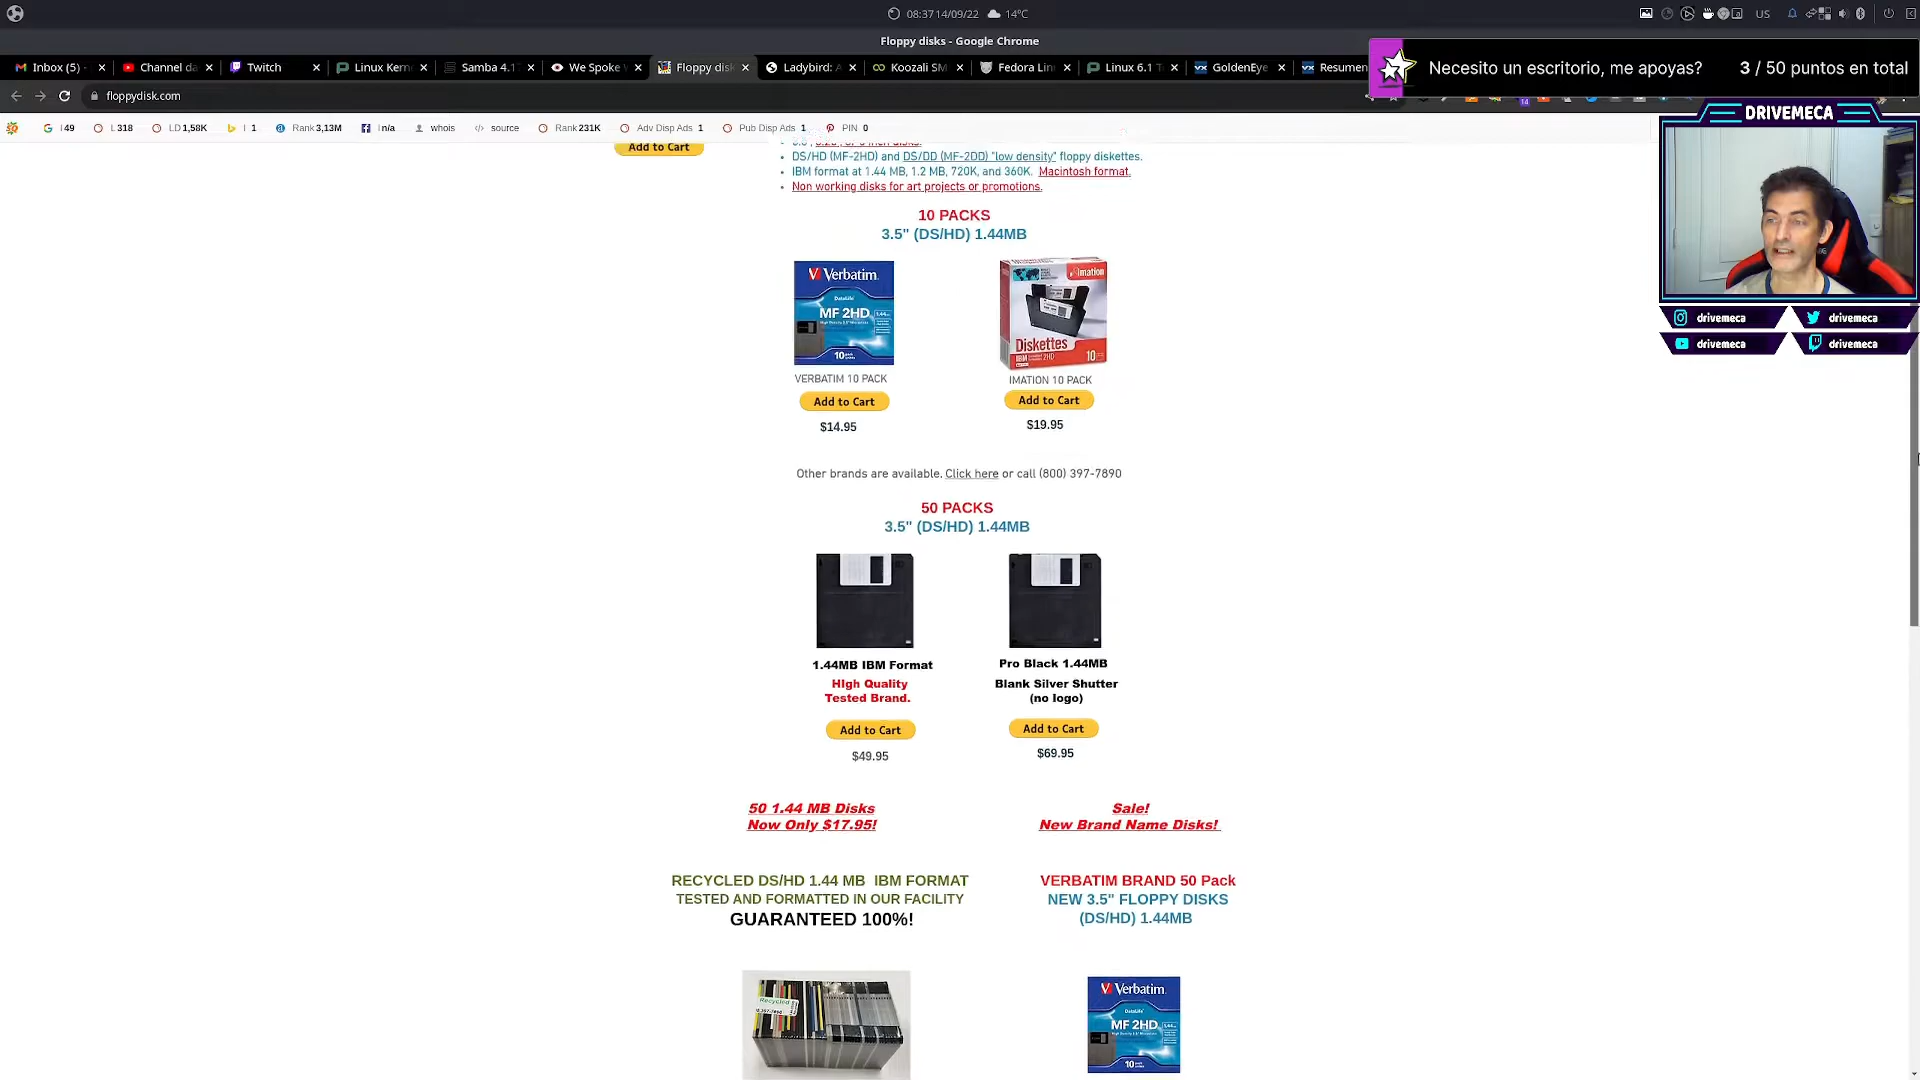 08:37 14/09/22 14°C
US
Floppy disks - Google Chrome
Inbox (5) -
Channel da
Twitch
Linux Kern
Samba 4.1
We Spoke
Floppy disk
Ladybird: A
Koozali SM
Fedora Lin
Linux 6.1 T
GoldenEye
Resumen
Necesito un escritorio, me apoyas? 3 / 50 puntos en total
floppydisk.com
14
I 49
L 318
LD 1,58K
I 1
Rank 3,13M
I n/a
whois
source
Rank 231K
Adv Disp Ads 1
Pub Disp Ads 1
PIN 0
DRIVEMECA
drivemeca
drivemeca
drivemeca
drivemeca
Add to Cart
DS/HD (MF-2HD) and DS/DD (MF-2DD) "low density" floppy diskettes.
IBM format at 1.44 MB, 1.2 MB, 720K, and 360K. Macintosh format.
Non working disks for art projects or promotions.
10 PACKS
3.5" (DS/HD) 1.44MB
Verbatim.
DataLife
MF 2HD
10
imation
Diskettes
IBM 2HD
10
VERBATIM 10 PACK
Add to Cart
$14.95
IMATION 10 PACK
Add to Cart
$19.95
Other brands are available. Click here or call (800) 397-7890
50 PACKS
3.5" (DS/HD) 1.44MB
1.44MB IBM Format
HIgh Quality
Tested Brand.
Add to Cart
$49.95
Pro Black 1.44MB
Blank Silver Shutter
(no logo)
Add to Cart
$69.95
50 1.44 MB Disks
Now Only $17.95!
Sale!
New Brand Name Disks!
RECYCLED DS/HD 1.44 MB IBM FORMAT
TESTED AND FORMATTED IN OUR FACILITY
GUARANTEED 100%!
VERBATIM BRAND 50 Pack
NEW 3.5" FLOPPY DISKS
(DS/HD) 1.44MB
Recycled
Verbatim.
DataLife
MF 2HD
10